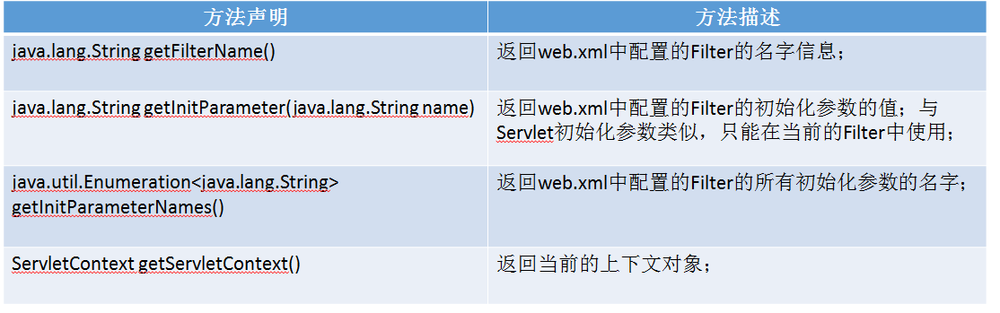 方法声明
方法描述
java.lang.String getFilterName()
返回web.xml中配置的Filter的名字信息；
java.lang.String getInitParameter(java.lang.String name)
返回web.xml中配置的Filter的初始化参数的值；与
Servlet初始化参数类似，只能在当前的Filter中使用；
java.util.Enumeration<java.lang.String>
getInitParameterNames()
返回web.xml中配置的Filter的所有初始化参数的名字；
ServletContext getServletContext()
返回当前的上下文对象；